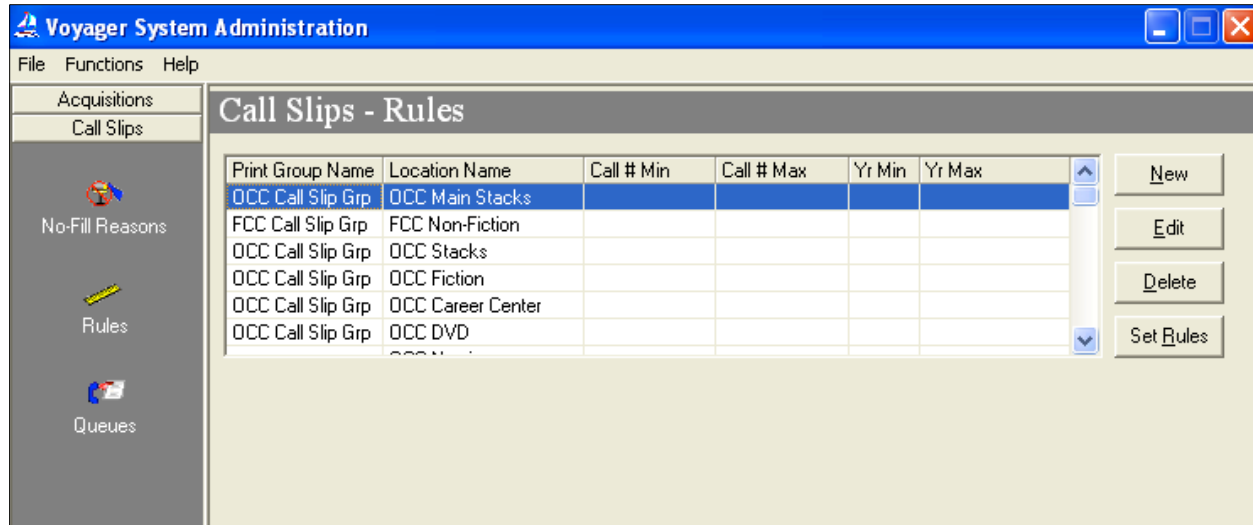 Voyager System Administration
File Functions Help
Acquisitions
Call Slips
No-Fill Reasons
Rules
Queues
Call Slips - Rules
Print Group Name Location Name Call # Min Call # Max Yr Min Yr Max
OCC Call Slip Grp OCC Main Stacks
FCC Call Slip Grp FCC Non-Fiction
OCC Call Slip Grp OCC Stacks
OCC Call Slip Grp OCC Fiction
OCC Call Slip Grp OCC Career Center
OCC Call Slip Grp OCC DVD
New
Edit
Delete
Set Rules